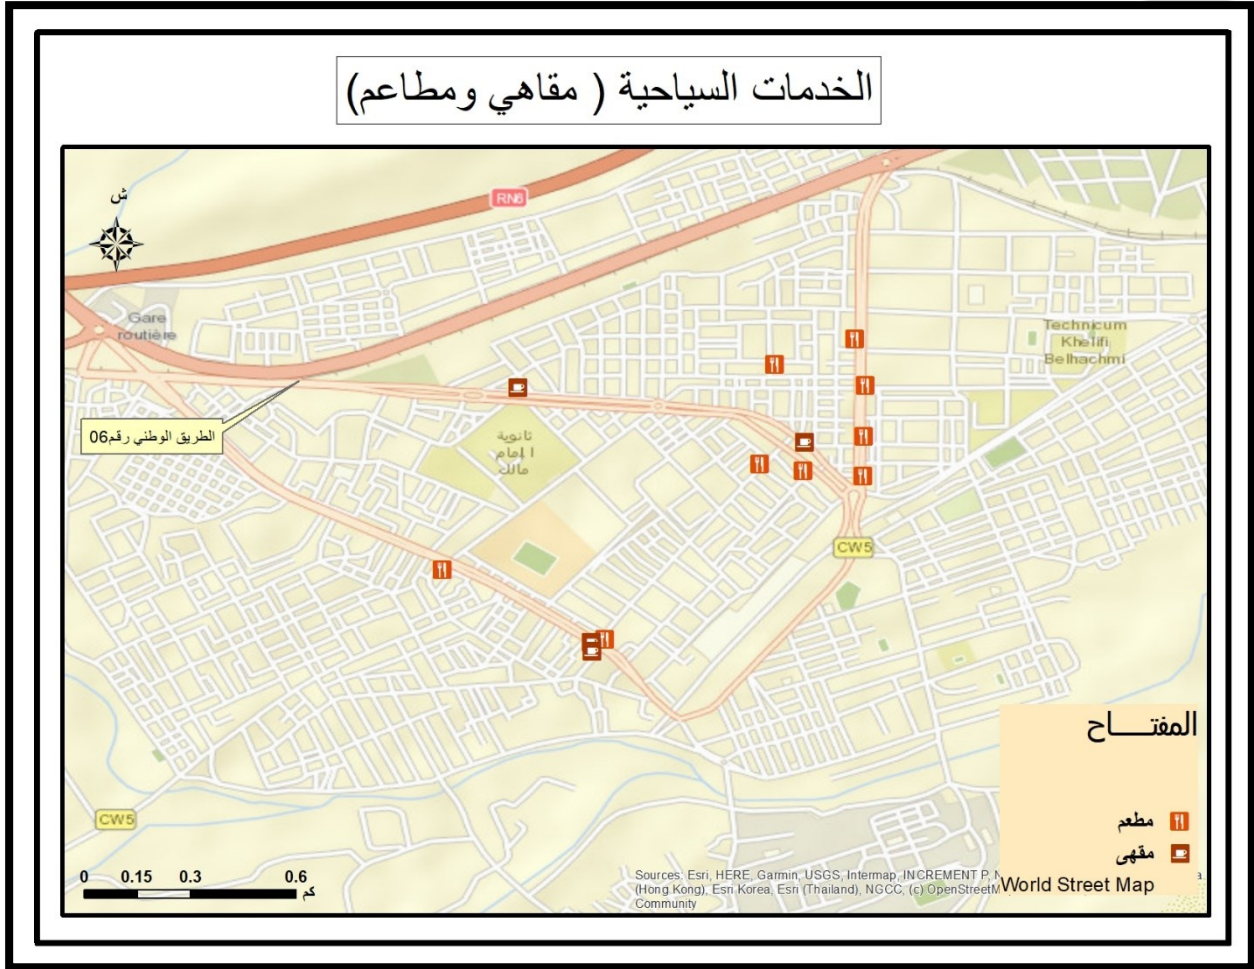 الخدمات السياحية ( مقاهي ومطاعم)
ش
RN6
Gare
routière
Technicum
Khelifi
Belhachmi
الطريق الوطني رقم06
ثانوية
الإمام
مالك
CW5
CW5
المفتـــاح
مطعم
مقهى
World Street Map
0 0.15 0.3 0.6
كم
Sources: Esri, HERE, Garmin, USGS, Intermap, INCREMENT P,
(Hong Kong), Esri Korea, Esri (Thailand), NGCC, (c)
Community